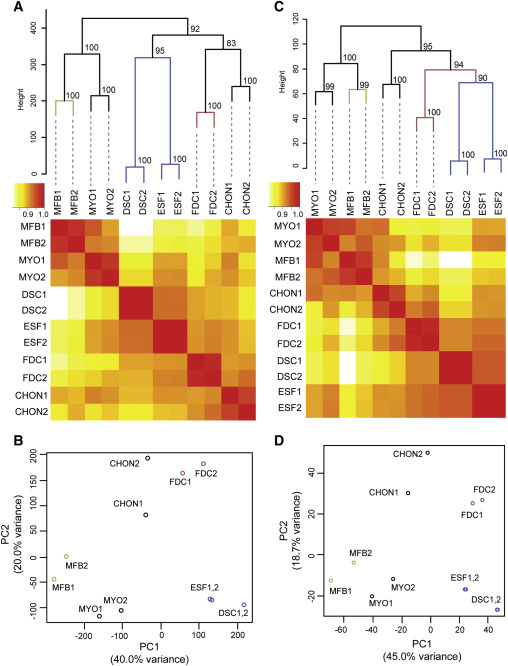 A
Height
0 100 200 300 400
92
95
83
100
100
100
100
100
100
100
100
MFB1 MFB2 MYO1 MYO2 DSC1 DSC2 ESF1 ESF2 FDC1 FDC2 CHON1 CHON2
0.9 1.0
MFB1
MFB2
MYO1
MYO2
DSC1
DSC2
ESF1
ESF2
FDC1
FDC2
CHON1
CHON2
B
PC2
(20.0% variance)
-100 -50 0 50 100 150 200
CHON2
FDC2
FDC1
CHON1
MFB2
MFB1
MYO2
MYO1
ESF1,2
DSC1,2
-200 -100 0 100 200
PC1
(40.0% variance)
C
Height
0 20 40 60 80 100 120
95
100
94
90
99
99
100
100
100
100
MYO1 MYO2 MFB1 MFB2 CHON1 CHON2 FDC1 FDC2 DSC1 DSC2 ESF1 ESF2
0.9 1.0
MYO1
MYO2
MFB1
MFB2
CHON1
CHON2
FDC1
FDC2
DSC1
DSC2
ESF1
ESF2
D
PC2
(18.7% variance)
-20 0 20 40
CHON2
CHON1
FDC2
FDC1
MFB2
MFB1
MYO2
MYO1
ESF1,2
DSC1,2
-60 -40 -20 0 20 40
PC1
(45.0% variance)